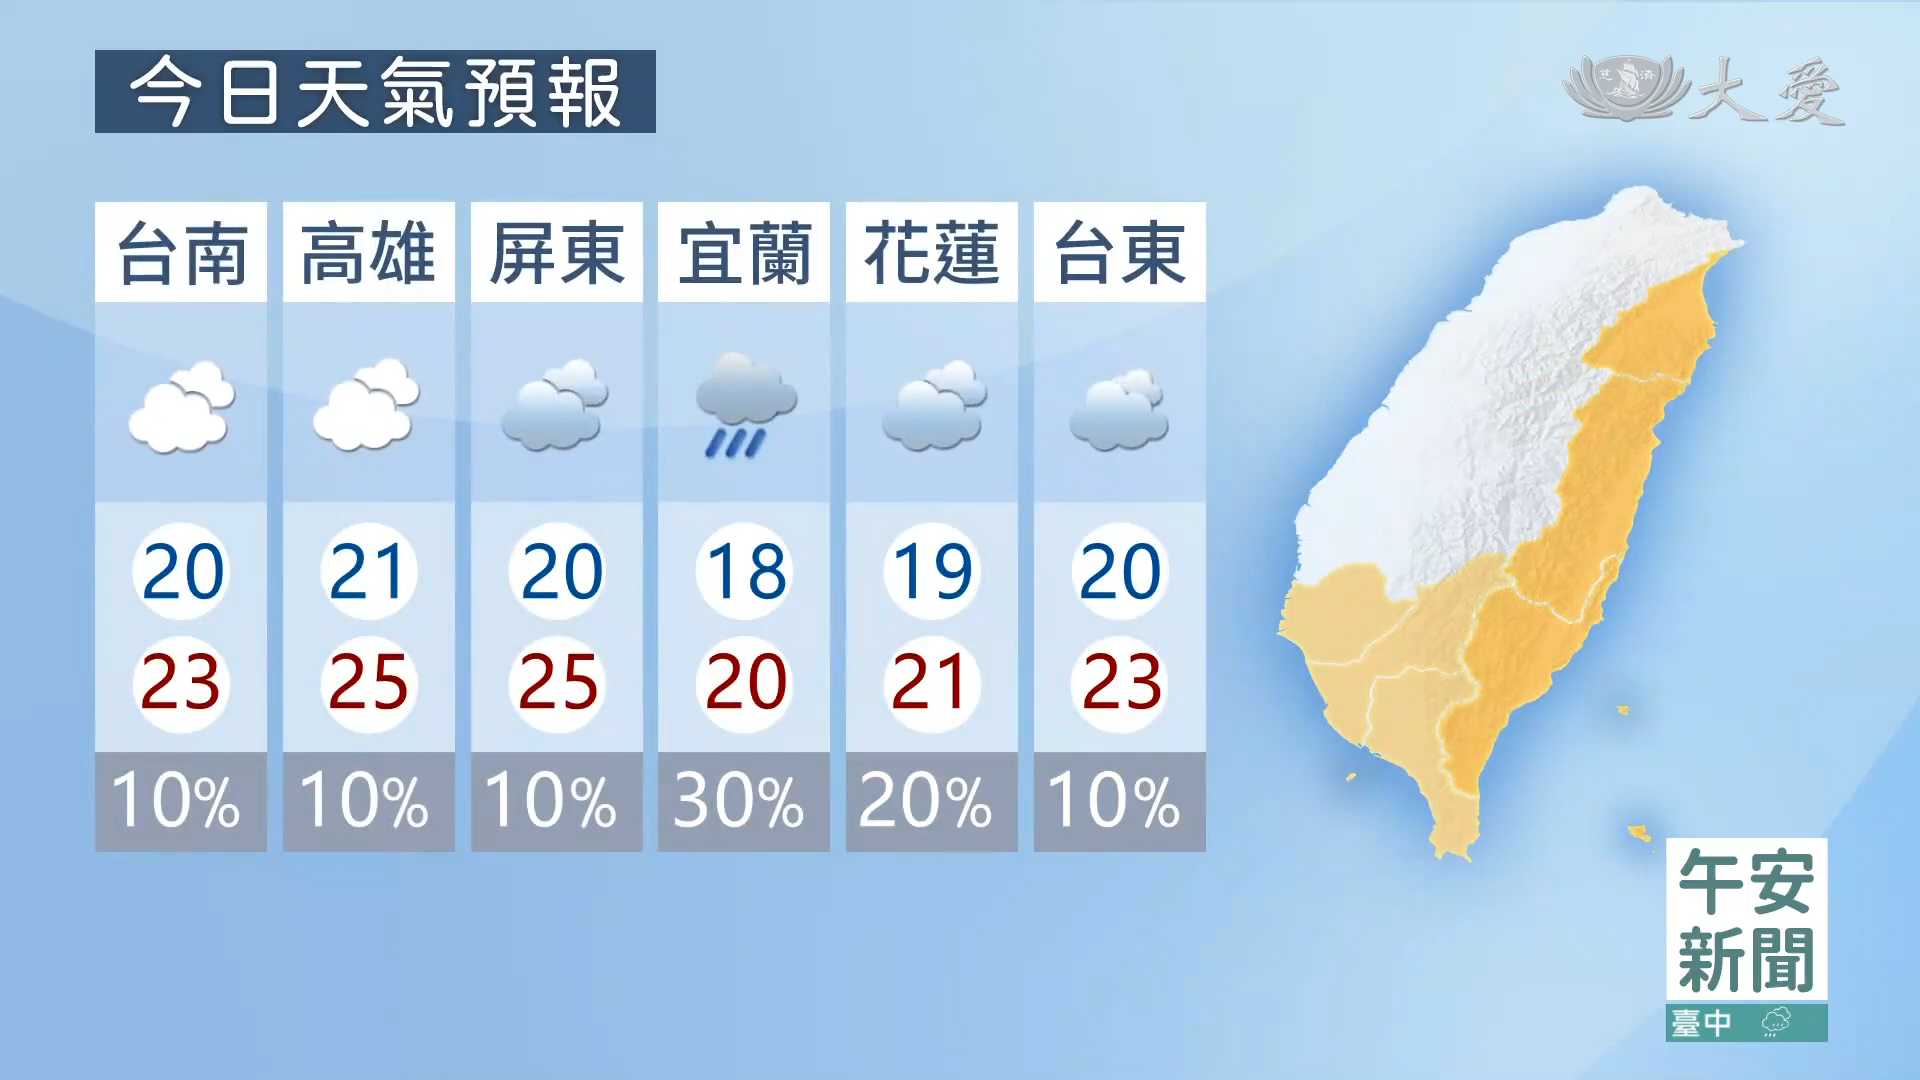 今日天氣預報
慈濟
大愛
台南 高雄 屏東 宜蘭 花蓮 台東
20 21 20 18 19 20
23 25 25 20 21 23
10% 10% 10% 30% 20% 10%
午安
新聞
臺中